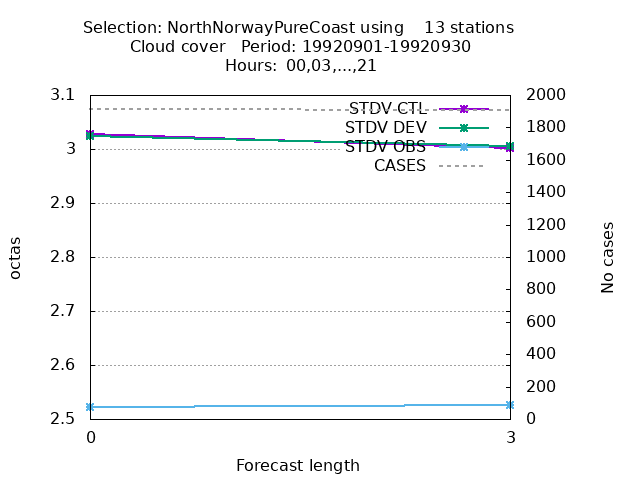 Selection: NorthNorwayPureCoast using    13 stations
Cloud cover   Period: 19920901-19920930
Hours: 00,03,...,21
3.1
3
2.9
2.8
2.7
2.6
2.5
2000
1800
1600
1400
1200
1000
800
600
400
200
0
STDV CTL
STDV DEV
STDV OBS
CASES
octas
No cases
0
3
Forecast length